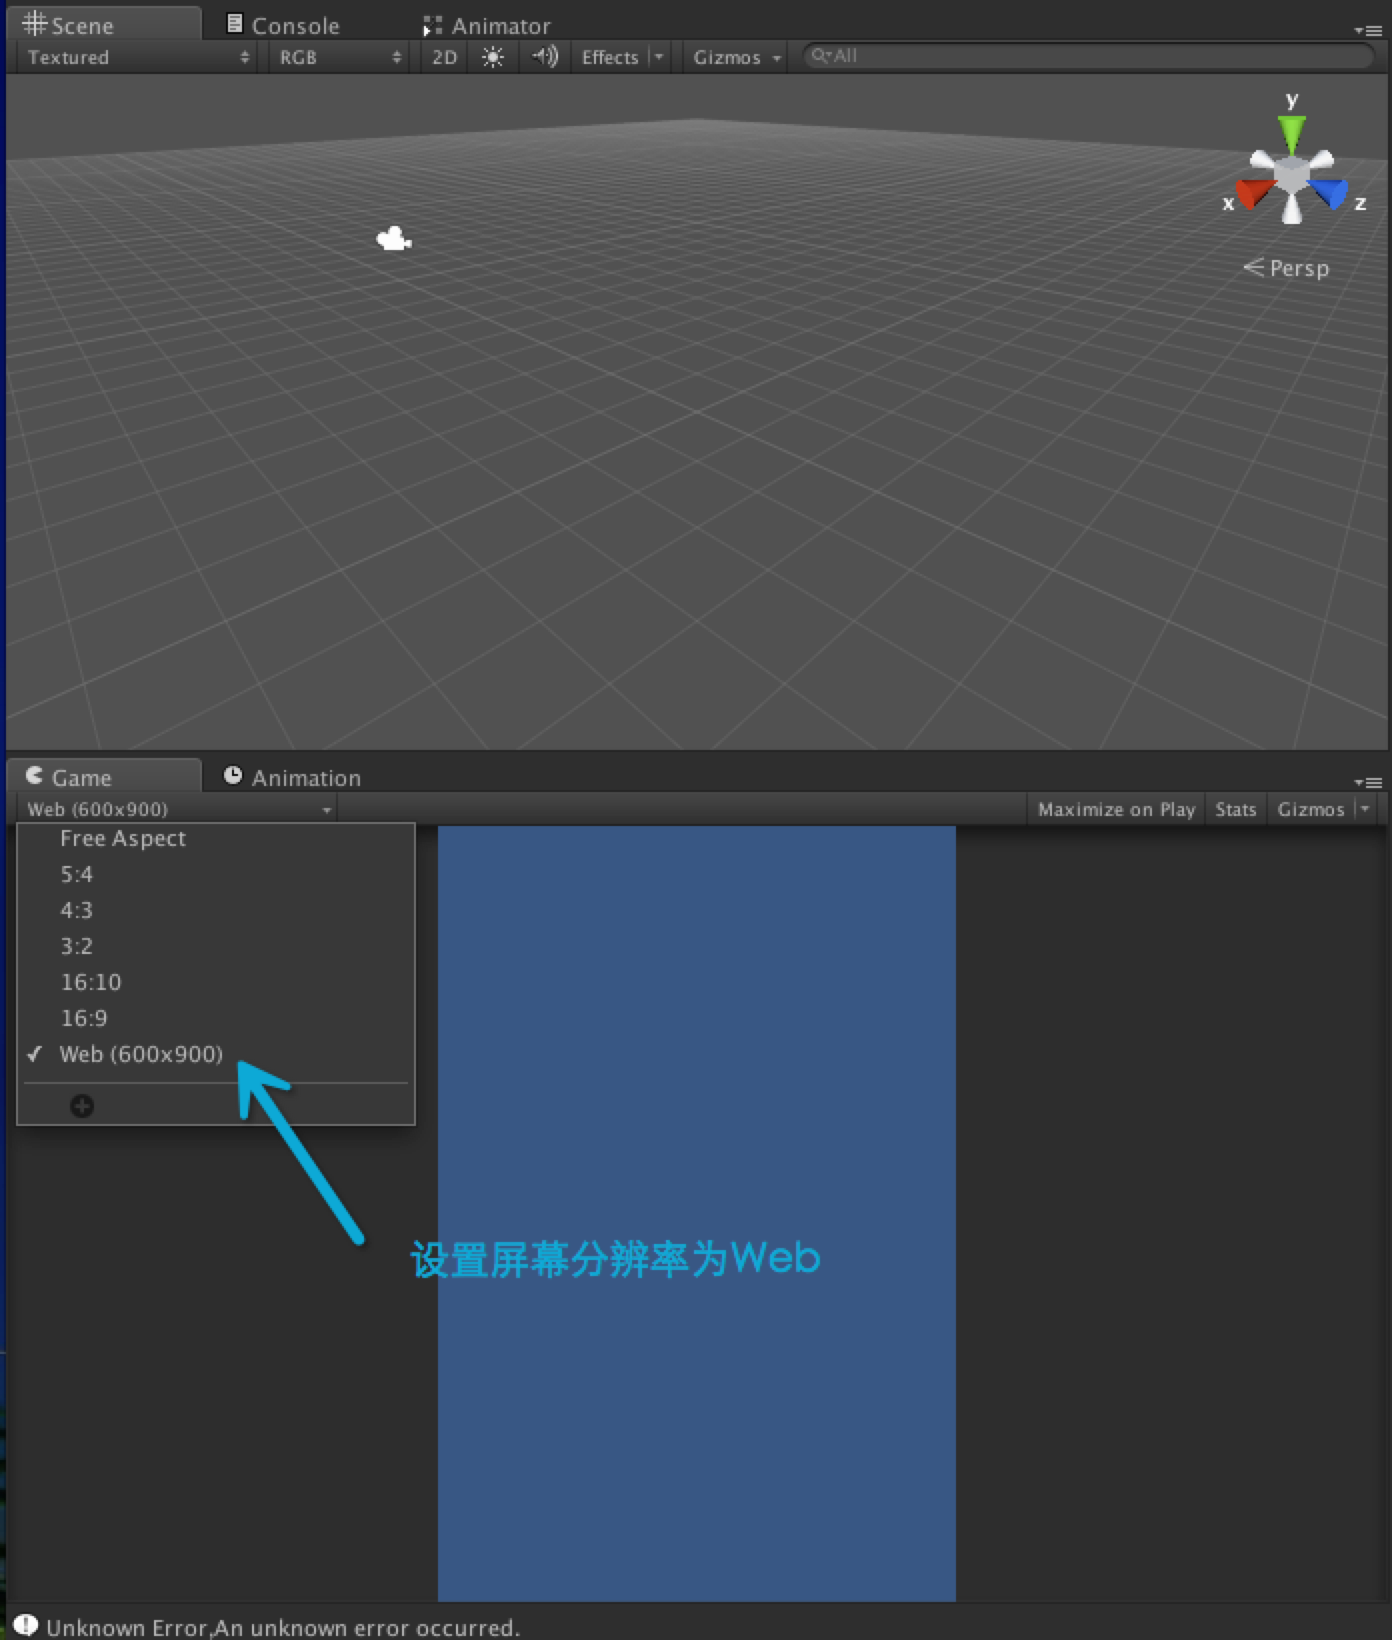 Scene Console Animator
Textured RGB 2D Effects Gizmos All
y
x z
Persp
Game Animation
Web (600x900) Maximize on Play Stats Gizmos
Free Aspect
5:4
4:3
3:2
16:10
16:9
Web (600x900)
设置屏幕分辨率为Web
Unknown Error,An unknown error occurred.